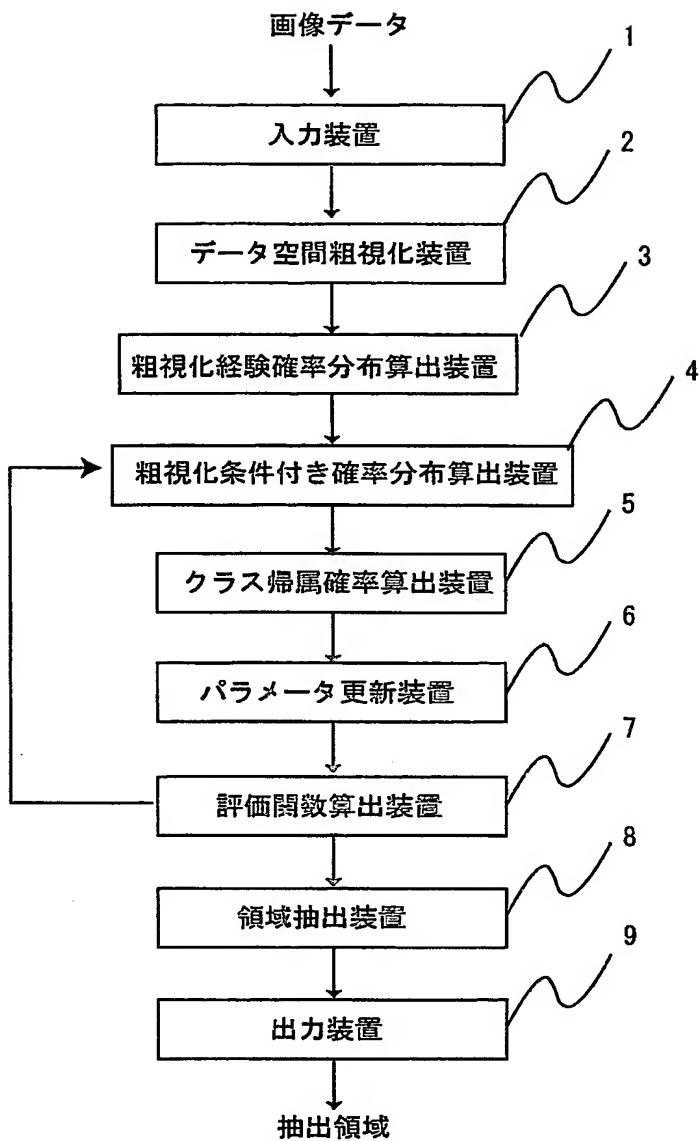 画像データ
1
入力装置
2
データ空間粗視化装置
3
粗視化経験確率分布算出装置
4
粗視化条件付き確率分布算出装置
5
クラス帰属確率算出装置
6
パラメータ更新装置
7
評価関数算出装置
8
領域抽出装置
9
出力装置
抽出領域